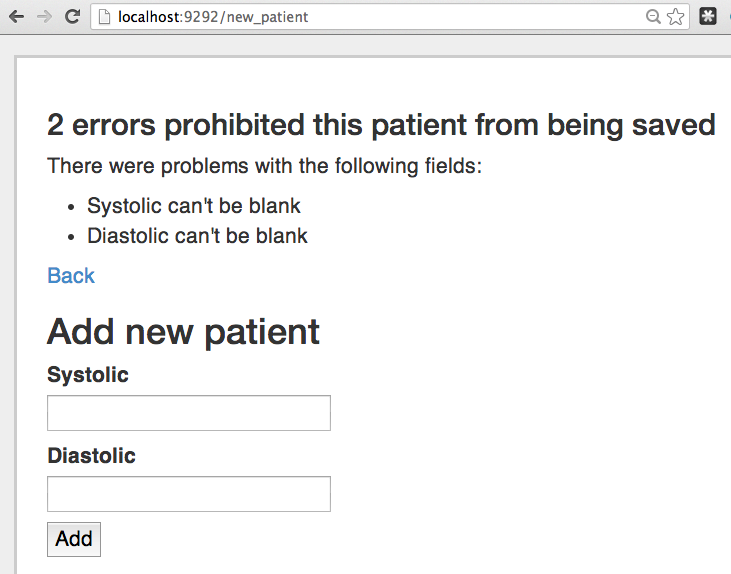 localhost:9292/new_patient
2 errors prohibited this patient from being saved
There were problems with the following fields:
Systolic can't be blank
Diastolic can't be blank
Back
Add new patient
Systolic
Diastolic
Add